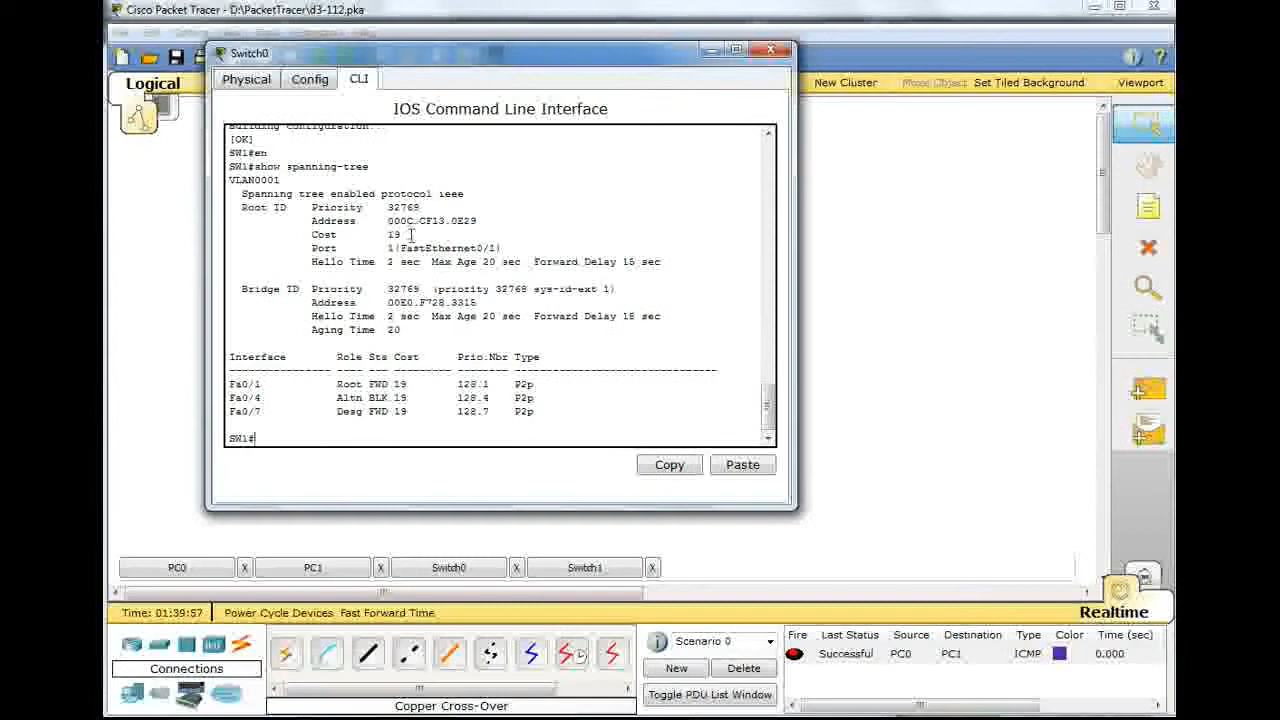 Cisco Packet Tracer - D:\PacketTracer\d3-112.pka
Switch0
Logical
New Cluster
Move Object
Set Tiled Background
Viewport
Physical
Config
CLI
IOS Command Line Interface
Building configuration...
[OK]
SW1#en
SW1#show spanning-tree
VLAN0001
Spanning tree enabled protocol ieee
Root ID Priority 32769
Address 000C.CF13.0E29
Cost 19
Port 1(FastEthernet0/1)
Hello Time 2 sec Max Age 20 sec Forward Delay 15 sec
Bridge ID Priority 32769 (priority 32768 sys-id-ext 1)
Address 00E0.F728.3315
Hello Time 2 sec Max Age 20 sec Forward Delay 15 sec
Aging Time 20
Interface Role Sts Cost Prio.Nbr Type
---------------- ---- --- --------- -------- --------------------------------
Fa0/1 Root FWD 19 128.1 P2p
Fa0/4 Altn BLK 19 128.4 P2p
Fa0/7 Desg FWD 19 128.7 P2p
SW1#
Copy
Paste
PC0 X
PC1 X
Switch0 X
Switch1 X
Time: 01:39:57
Power Cycle Devices Fast Forward Time
Realtime
Connections
Copper Cross-Over
Scenario 0
New
Delete
Toggle PDU List Window
Fire Last Status Source Destination Type Color Time (sec)
Successful PC0 PC1 ICMP 0.000